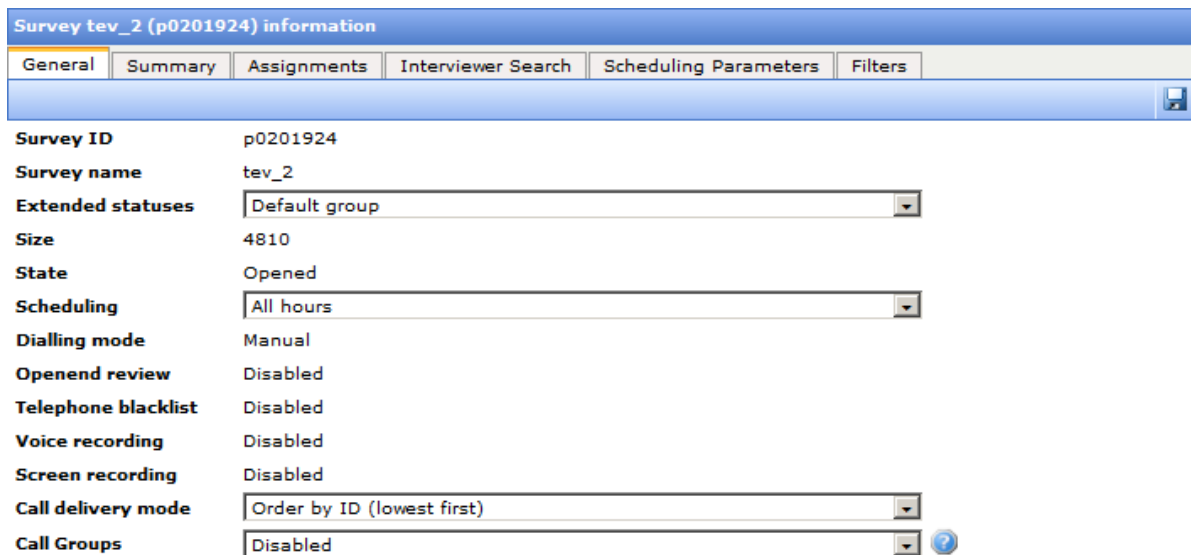 Survey tev_2 (p0201924) information
General Summary Assignments Interviewer Search Scheduling Parameters Filters
Survey ID p0201924
Survey name tev_2
Extended statuses Default group
Size 4810
State Opened
Scheduling All hours
Dialling mode Manual
Openend review Disabled
Telephone blacklist Disabled
Voice recording Disabled
Screen recording Disabled
Call delivery mode Order by ID (lowest first)
Call Groups Disabled ?